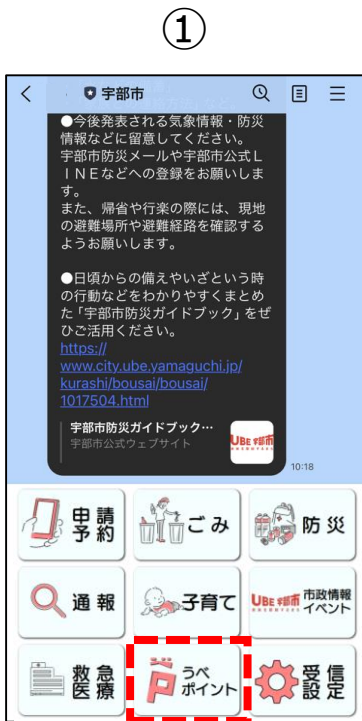 ①
宇部市
●今後発表される気象情報・防災
情報などに留意してください。
宇部市防災メールや宇部市公式L
INEなどへの登録をお願いしま
す。
また、帰省や行楽の際には、現地
の避難場所や避難経路を確認する
ようお願いします。
●日頃からの備えやいざという時
の行動などをわかりやすくまとめ
た「宇部市防災ガイドブック」をぜ
ひご活用ください。
https://
www.city.ube.yamaguchi.jp/
kurashi/bousai/bousai/
1017504.html
宇部市防災ガイドブック…
宇部市公式ウェブサイト
UBE 宇部市
10:18
申請
予約
ごみ
防災
通報
子育て
UBE 宇部市
市政情報
イベント
救急
医療
うべ
ポイント
受信
設定